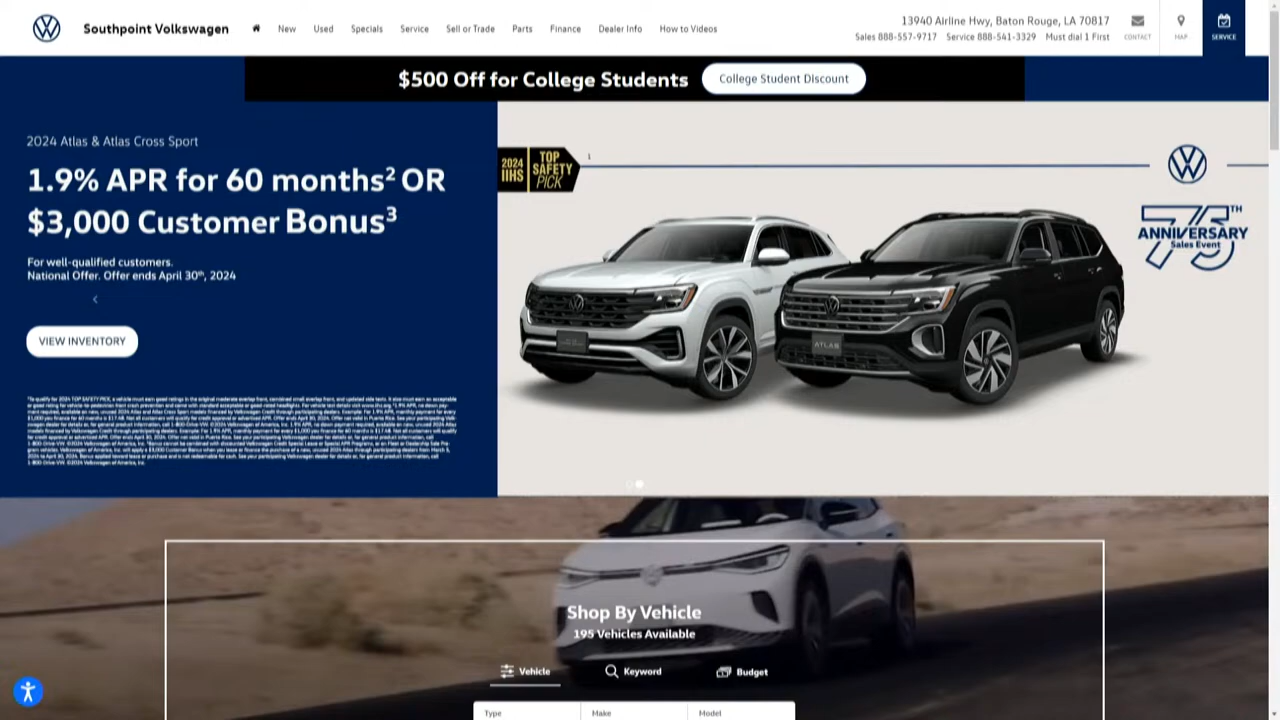 Southpoint Volkswagen
New Used Specials Service Sell or Trade Parts Finance Dealer Info How to Videos
13940 Airline Hwy, Baton Rouge, LA 70817
Sales 888-557-9717 Service 888-541-3329 Must dial 1 First
CONTACT
MAP
SERVICE
$500 Off for College Students
College Student Discount
2024 Atlas & Atlas Cross Sport
1.9% APR for 60 months² OR
$3,000 Customer Bonus³
For well-qualified customers.
National Offer. Offer ends April 30th, 2024
VIEW INVENTORY
2024
IIHS
TOP
SAFETY
PICK
1
75TH
ANNIVERSARY
Sales Event
ATLAS
Shop By Vehicle
195 Vehicles Available
Vehicle Keyword Budget
Type Make Model